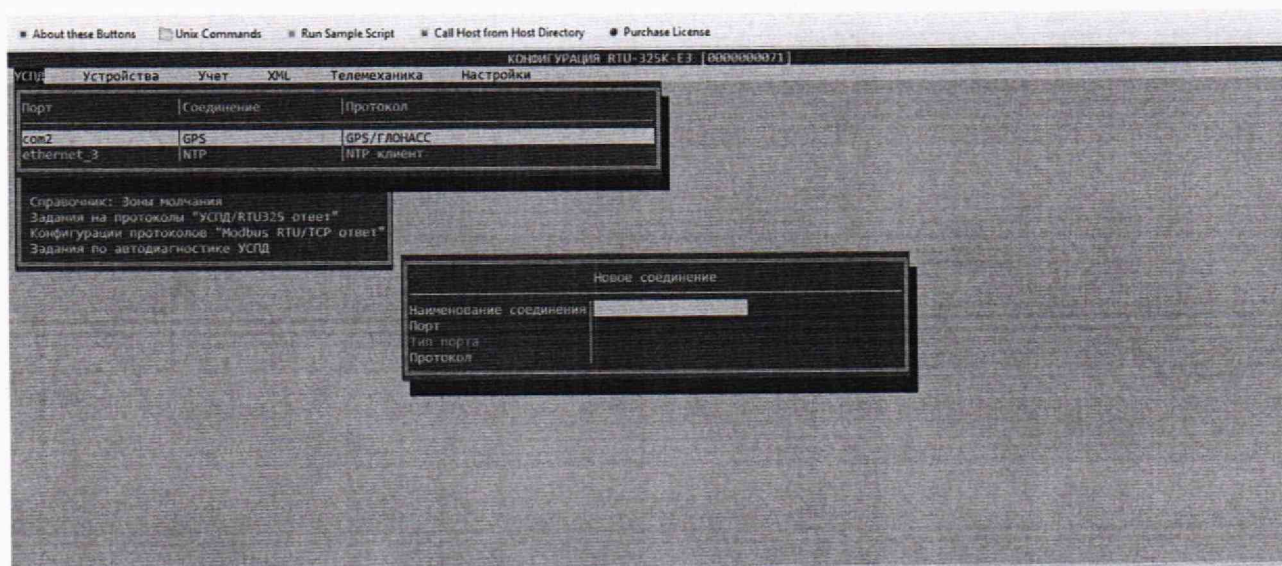 About these Buttons Unix Commands Run Sample Script Call Host from Host Directory Purchase License
КОНФИГУРАЦИЯ RTU-325K-E3 [0000000071]
УСПД Устройства Учет XML Телемеханика Настройки
Порт Соединение Протокол
com2 GPS GPS/ГЛОНАСС
ethernet_3 NTP NTP клиент
Справочник: Зоны молчания
Задания на протоколы "УСПД/RTU325 ответ"
Конфигурации протоколов "Modbus RTU/TCP ответ"
Задания по автодиагностике УСПД
Новое соединение
Наименование соединения
Порт
Тип порта
Протокол